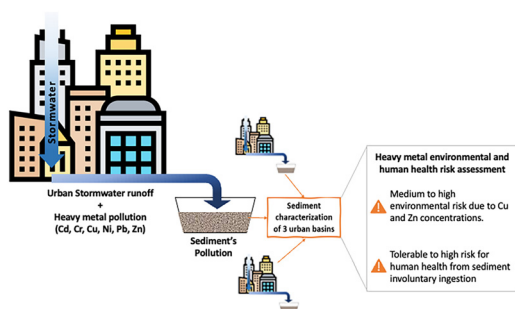 Stormwater
Urban Stormwater runoff
+
Heavy metal pollution
(Cd, Cr, Cu, Ni, Pb, Zn)
Sediment's
Pollution
Sediment
characterization
of 3 urban basins
Heavy metal environmental and
human health risk assessment
Medium to high
environmental risk due to Cu
and Zn concentrations.
Tolerable to high risk for
human health from sediment
involuntary ingestion